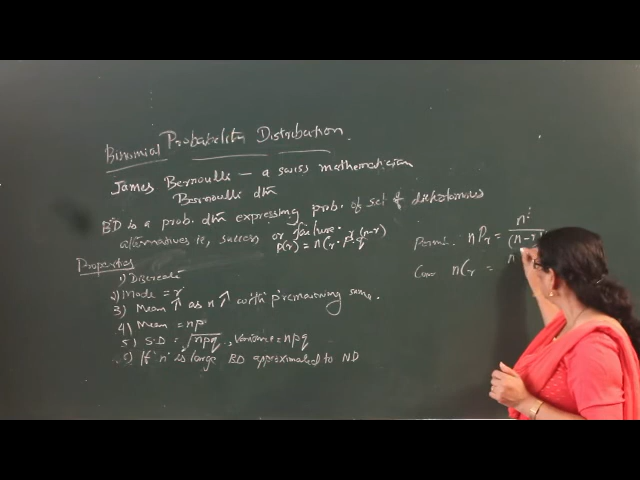 Binomial Probability Distribution.
James Bernoulli – a swiss mathematician
Bernoulli dtn
BD is a prob. dtn expressing prob. of set of dichotomous
alternatives ie, success or failure.
p(r) = nCr. p^r q^(n-r)
Properties
1) Discrete
2) Mode = r
3) Mean ↑ as n ↑ with p remaining same.
4) Mean = np
5) S.D = √npq, Variance = npq
6) If 'n' is large BD approximated to ND
nPr = n! / (n-r
nCr = n